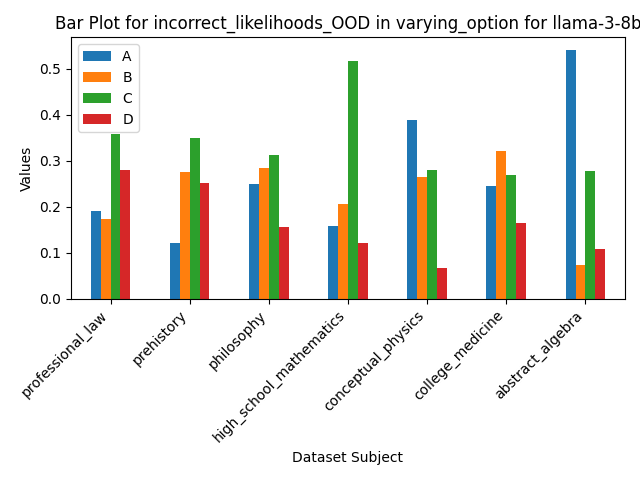 Bar Plot for incorrect_likelihoods_OOD in varying_option for llama-3-8b
A
B
C
D
0.5
0.4
0.3
0.2
0.1
0.0
Values
professional_law
prehistory
philosophy
high_school_mathematics
conceptual_physics
college_medicine
abstract_algebra
Dataset Subject